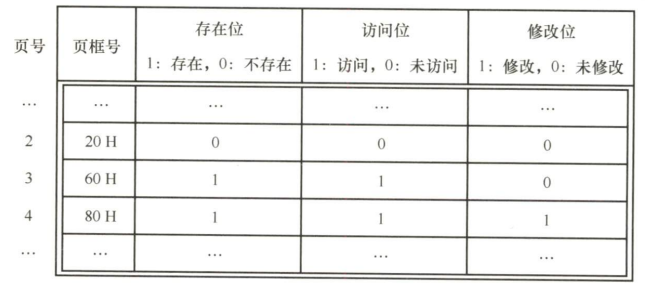 页号 页框号 存在位 访问位 修改位
1：存在，0：不存在 1：访问，0：未访问 1：修改，0：未修改
… … … … …
2 20 H 0 0 0
3 60 H 1 1 0
4 80 H 1 1 1
… … … … …